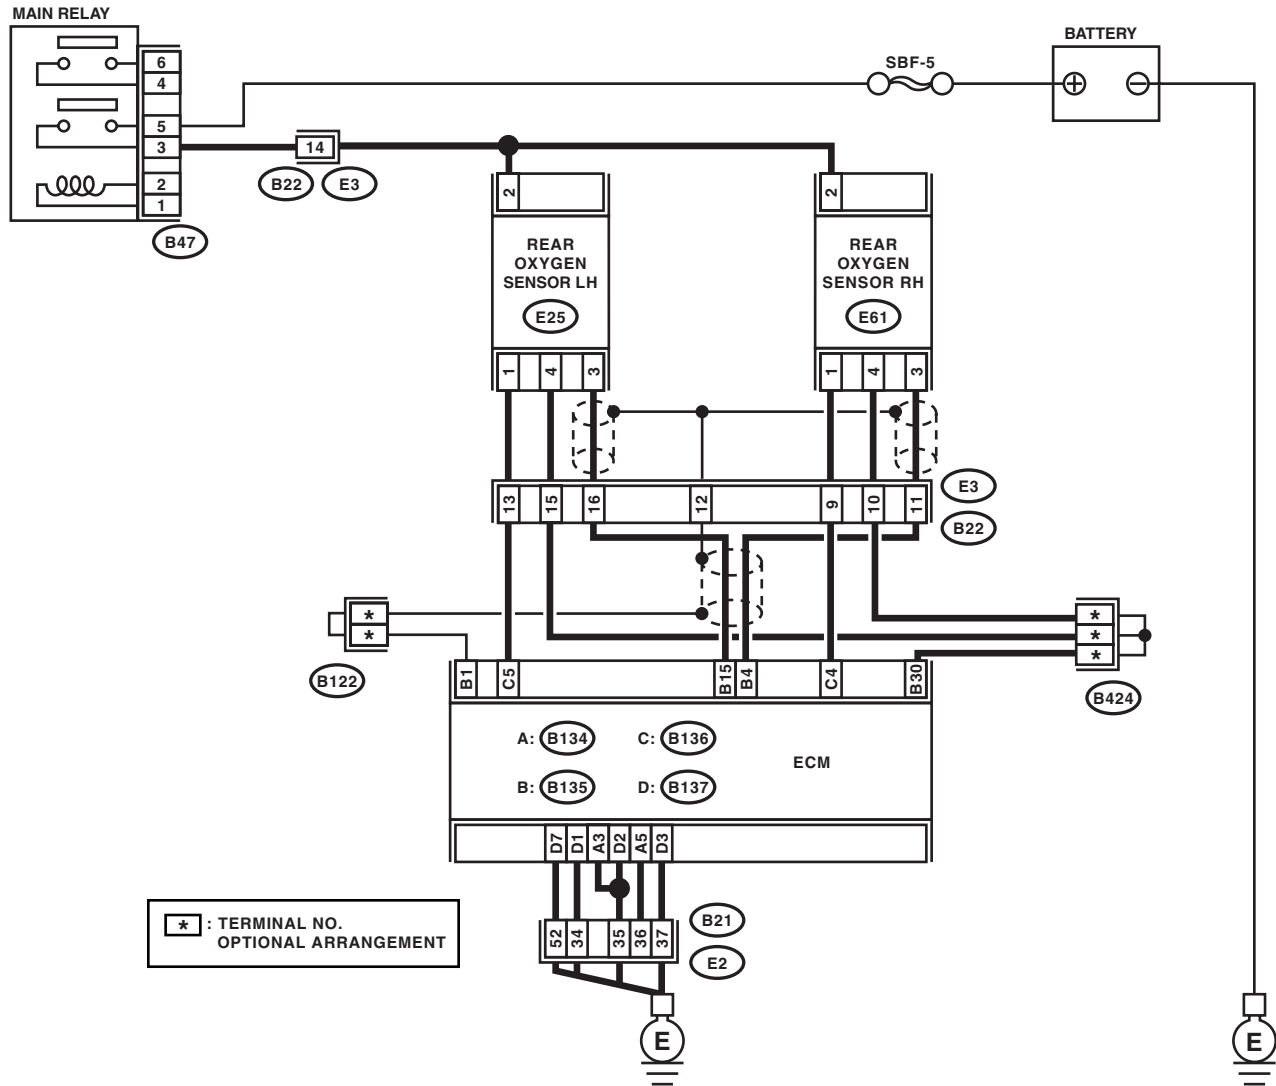 MAIN RELAY
BATTERY
SBF-5
6
4
5
3
2
1
14
B22
E3
B47
2
2
REAR
OXYGEN
SENSOR LH
E25
REAR
OXYGEN
SENSOR RH
E61
1
4
3
1
4
3
13
15
16
12
9
10
11
E3
B22
*
*
B122
*
*
*
B424
B1
C5
B15
B4
C4
B30
A: B134
C: B136
B: B135
D: B137
ECM
D7
D1
A3
D2
A5
D3
52
34
35
36
37
B21
E2
* : TERMINAL NO.
OPTIONAL ARRANGEMENT
E
E